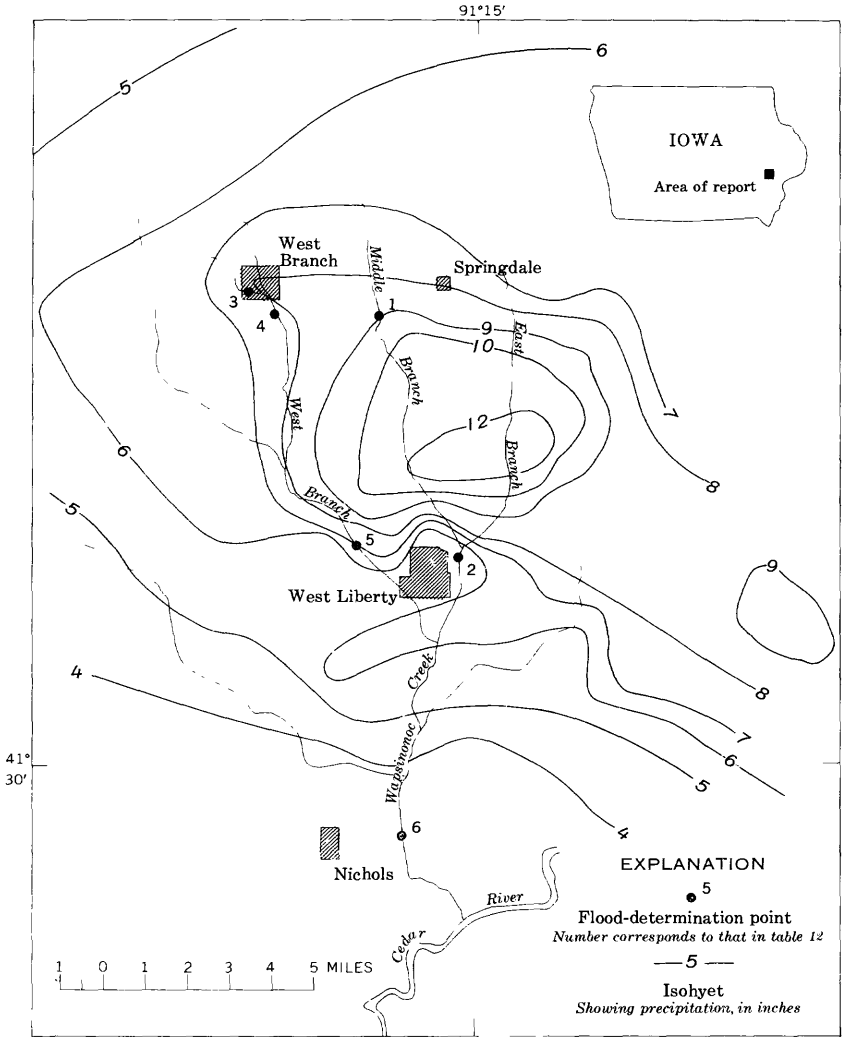 91°15'
6
5
IOWA
Area of report
West
Branch
Middle
Springdale
3
4
1
9
10
East
Branch
7
West
12
Branch
8
6
5
Branch
5
2
9
West Liberty
4
Creek
8
7
41°
30'
6
5
Wapsinonoc
4
6
Nichols
EXPLANATION
5
River
Flood-determination point
Number corresponds to that in table 12
Cedar
5
1 0 1 2 3 4 5 MILES
Isohyet
Showing precipitation, in inches